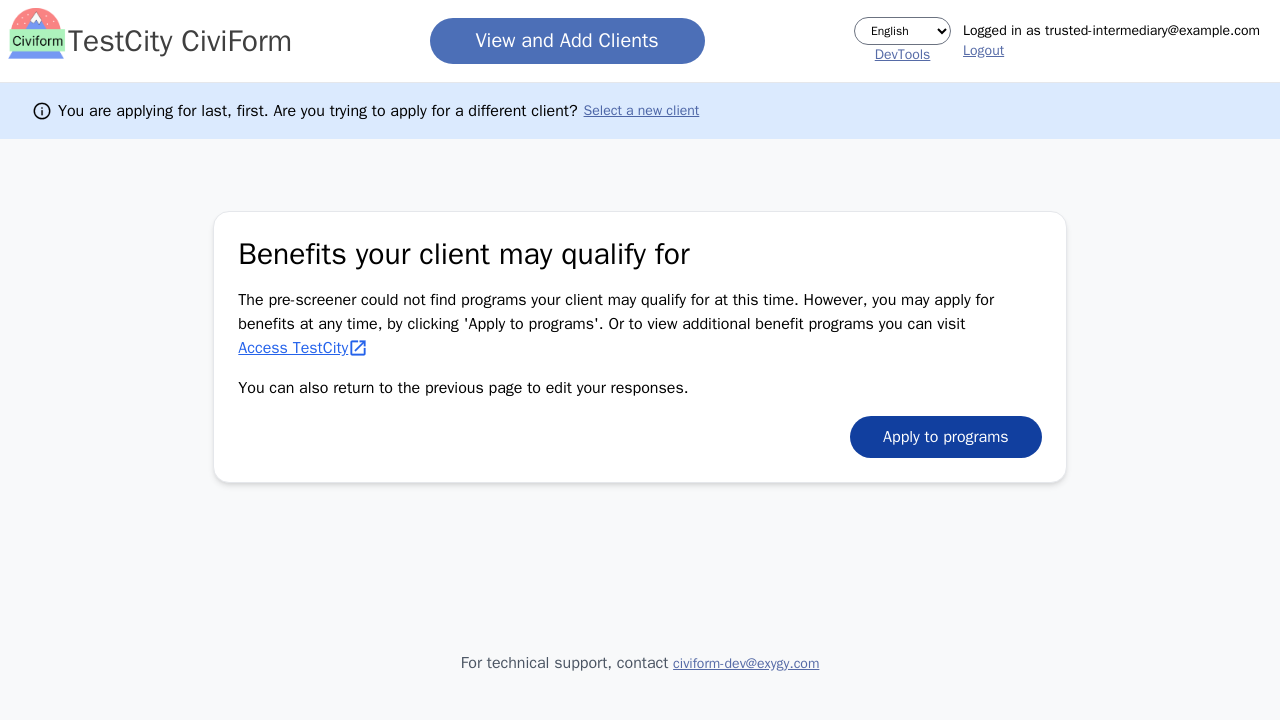 Civiform
TestCity CiviForm
View and Add Clients
English
DevTools
Logged in as trusted-intermediary@example.com
Logout
You are applying for last, first. Are you trying to apply for a different client? Select a new client
Benefits your client may qualify for
The pre-screener could not find programs your client may qualify for at this time. However, you may apply for
benefits at any time, by clicking 'Apply to programs'. Or to view additional benefit programs you can visit
Access TestCity
You can also return to the previous page to edit your responses.
Apply to programs
For technical support, contact civiform-dev@exygy.com